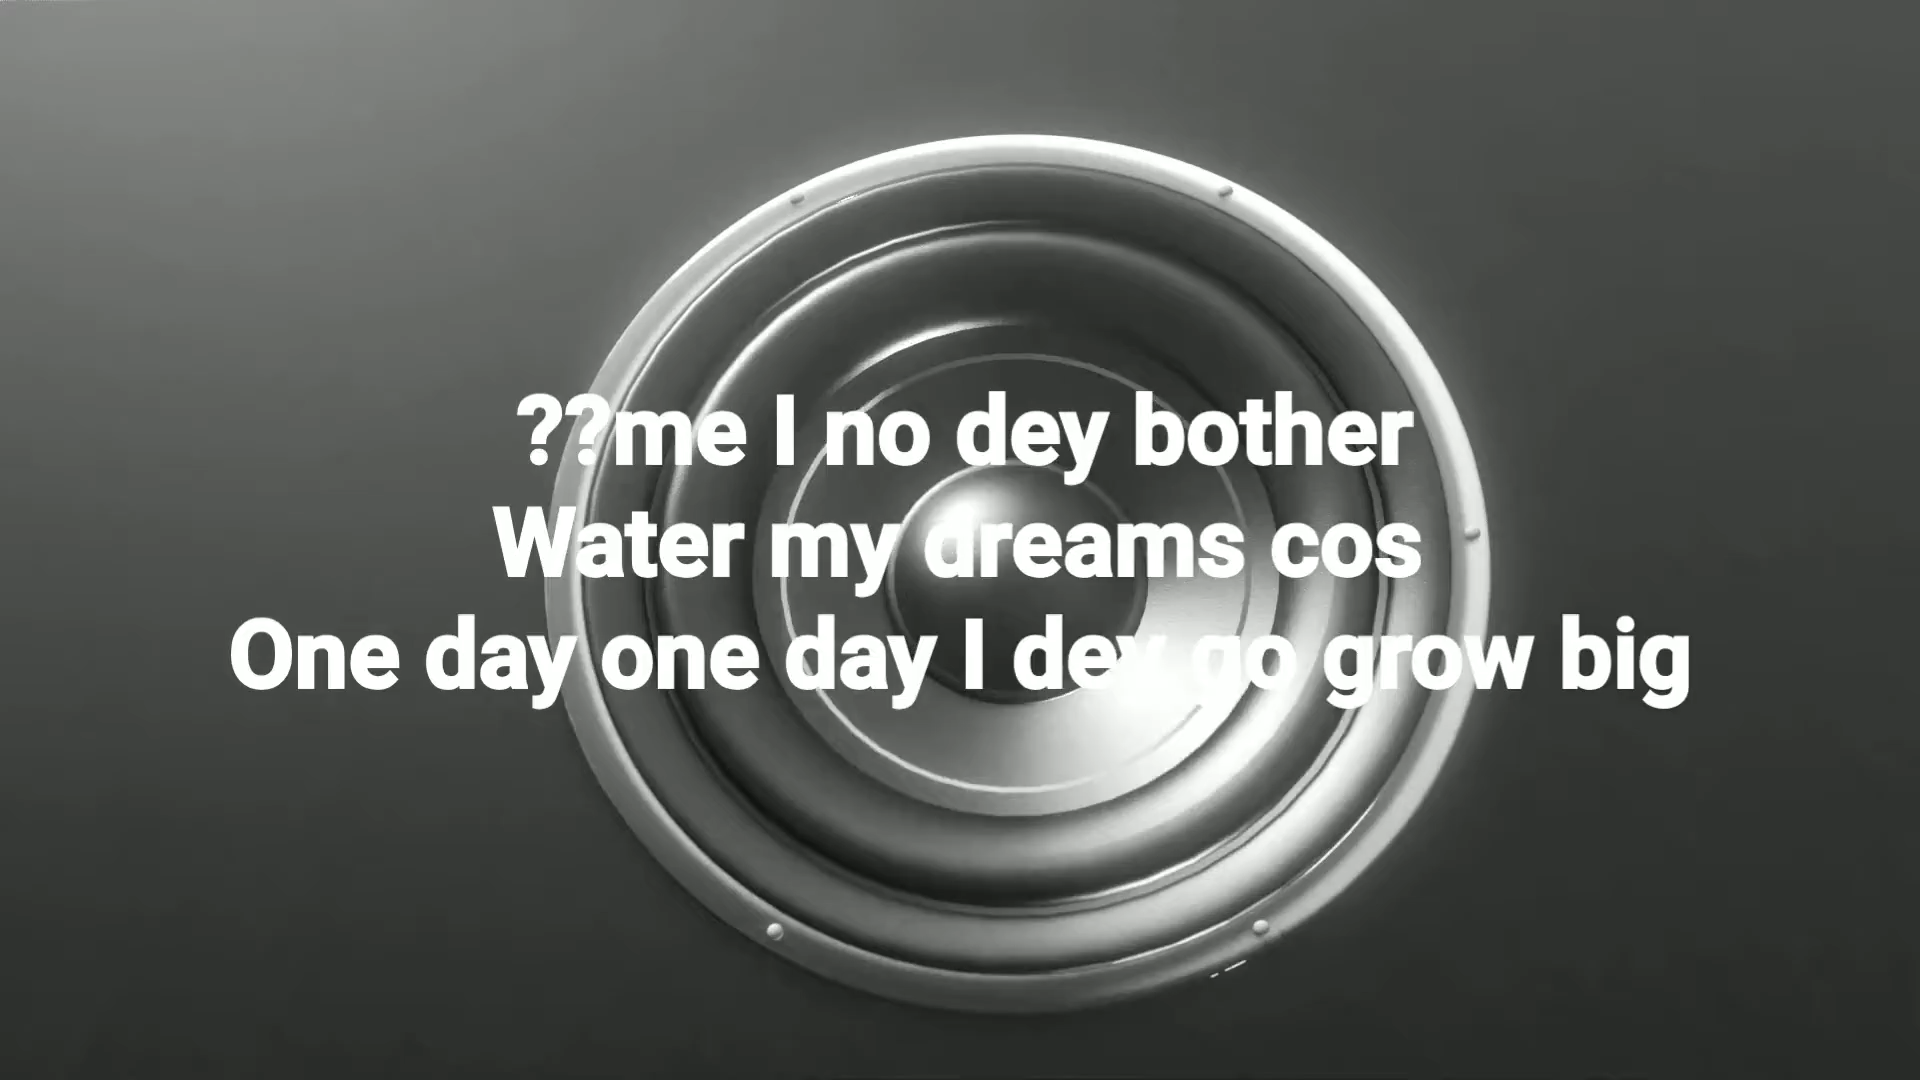 ??me I no dey bother
Water my dreams cos
One day one day I dey go grow big